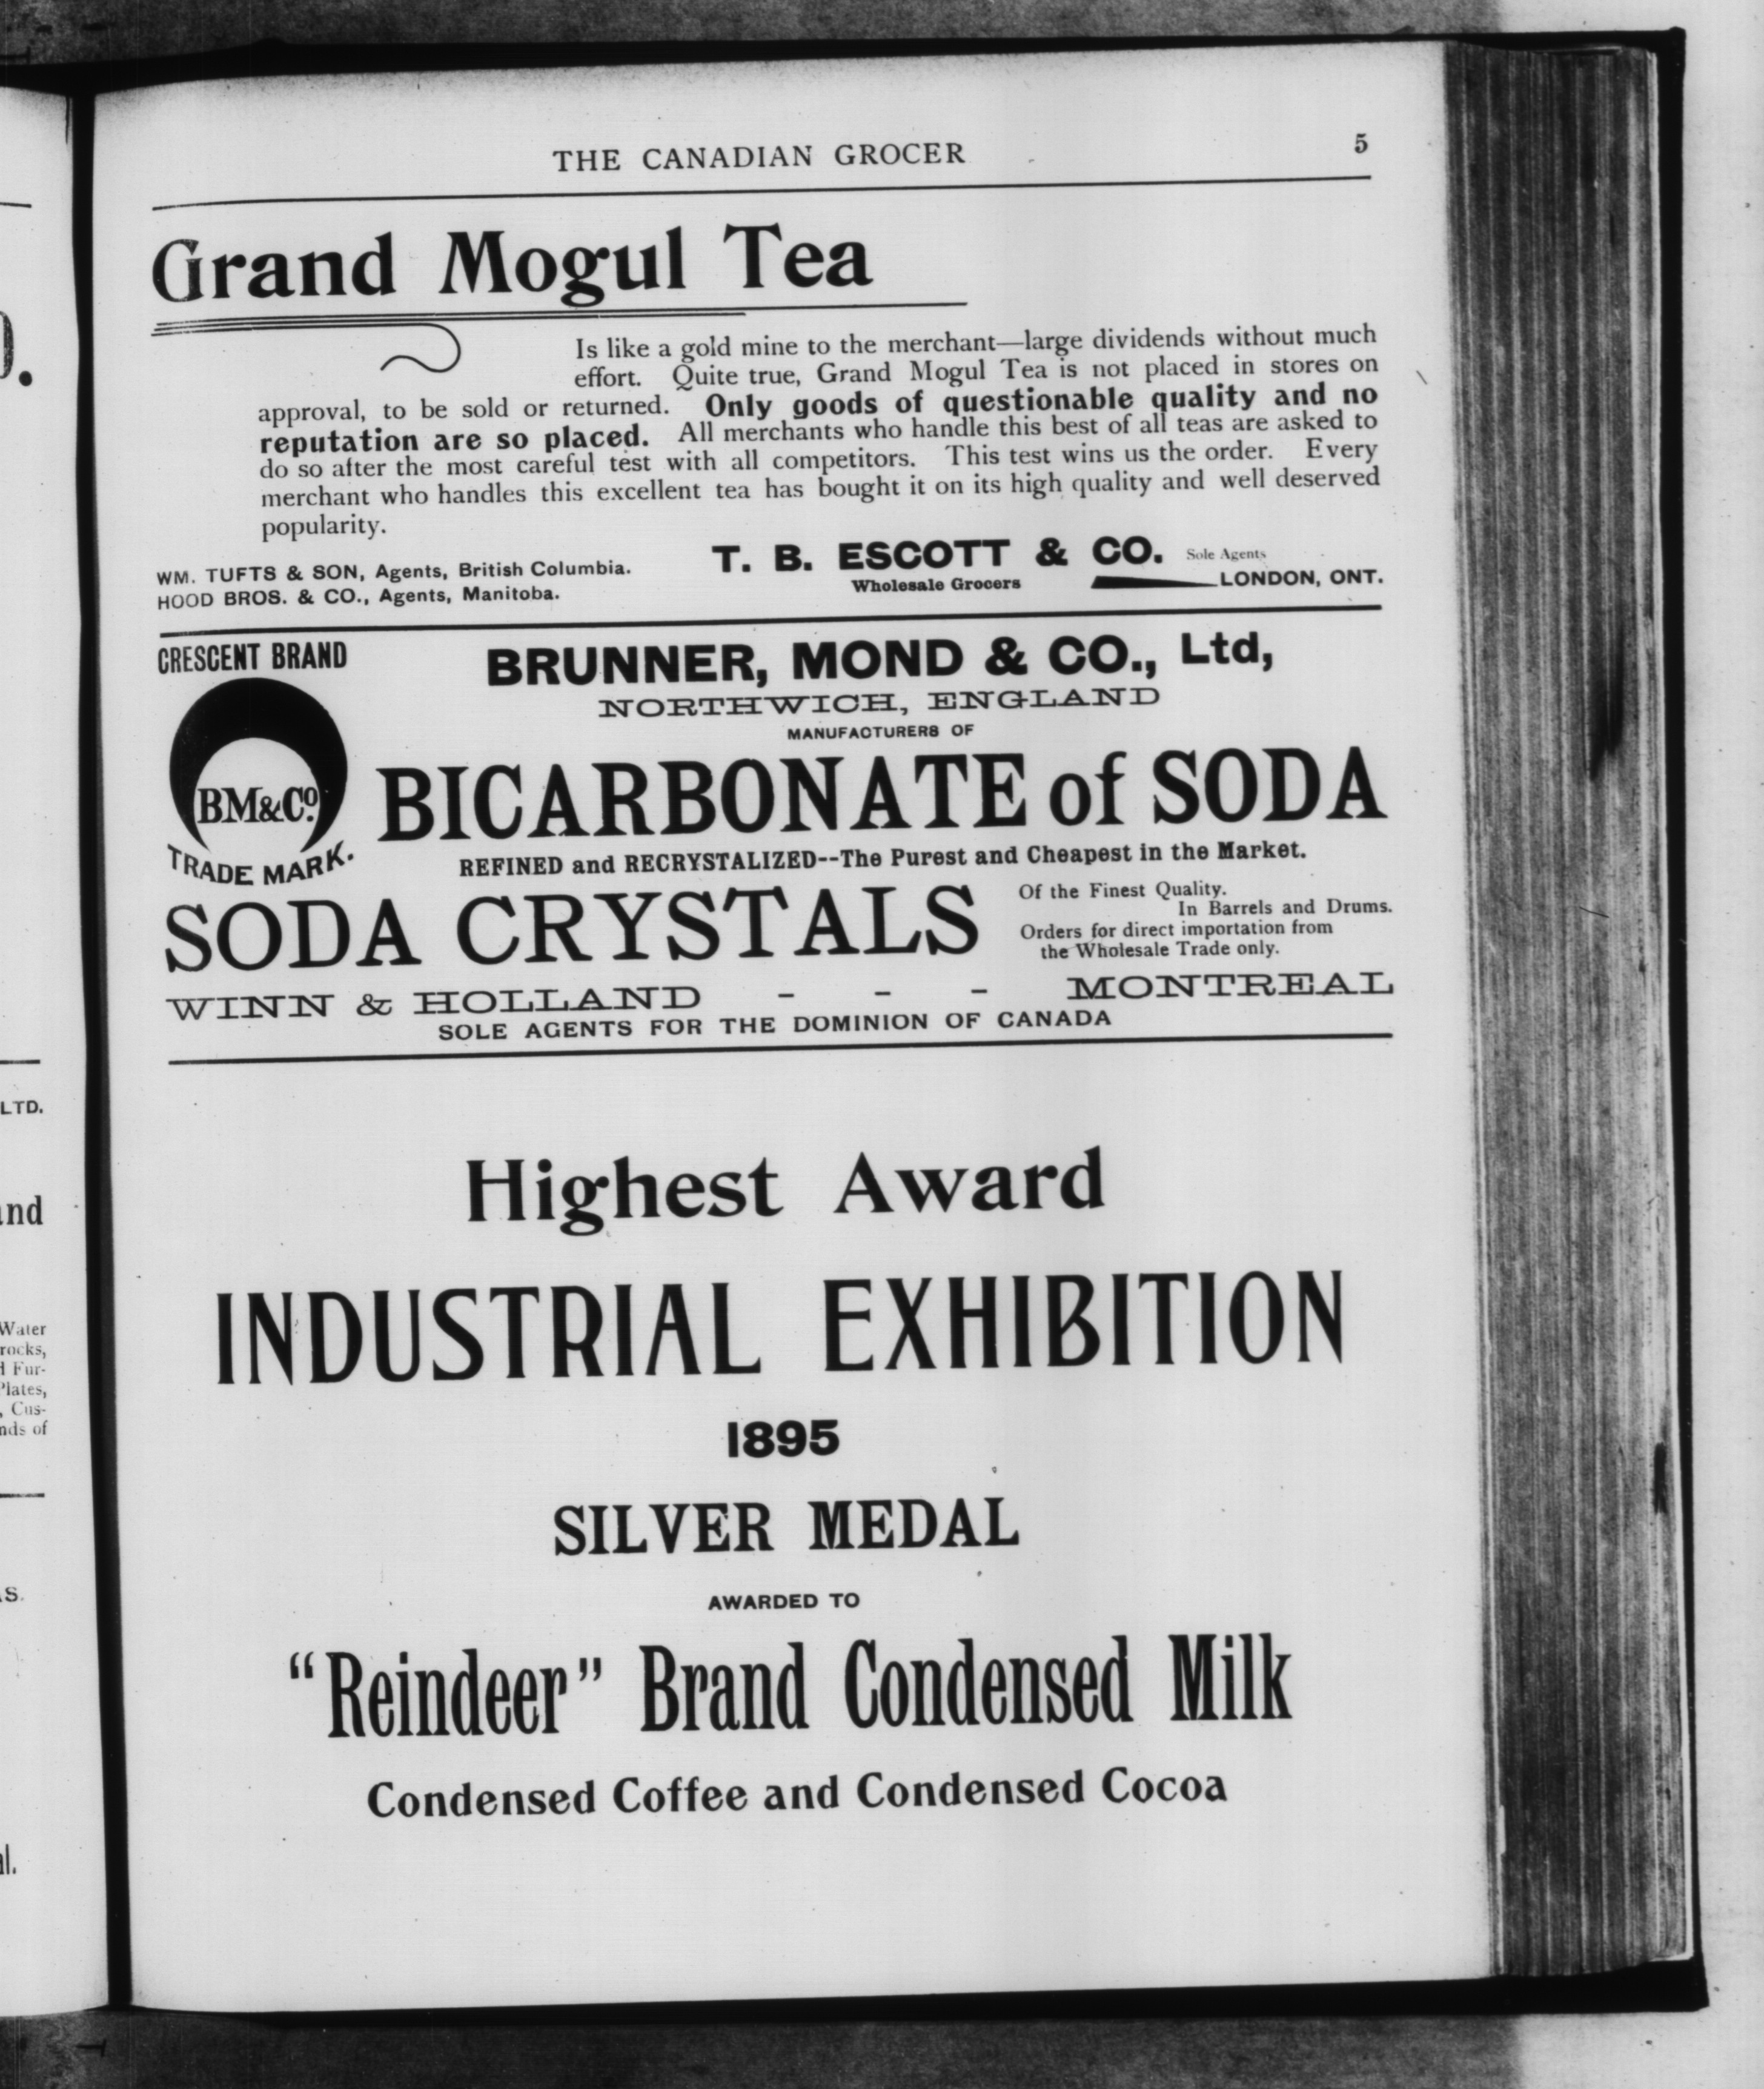 THE CANADIAN GROCER
5
Grand Mogul Tea
Is like a gold mine to the merchant—large dividends without much
effort. Quite true, Grand Mogul Tea is not placed in stores on
approval, to be sold or returned. Only goods of questionable quality and no
reputation are so placed. All merchants who handle this best of all teas are asked to
do so after the most careful test with all competitors. This test wins us the order. Every
merchant who handles this excellent tea has bought it on its high quality and well deserved
popularity.
WM. TUFTS & SON, Agents, British Columbia.
HOOD BROS. & CO., Agents, Manitoba.
T. B. ESCOTT & CO. Sole Agents
Wholesale Grocers LONDON, ONT.
CRESCENT BRAND
BM&Co.
TRADE MARK.
BRUNNER, MOND & CO., Ltd,
NORTHWICH, ENGLAND
MANUFACTURERS OF
BICARBONATE of SODA
REFINED and RECRYSTALIZED--The Purest and Cheapest in the Market.
SODA CRYSTALS
Of the Finest Quality.
In Barrels and Drums.
Orders for direct importation from
the Wholesale Trade only.
WINN & HOLLAND - - - MONTREAL
SOLE AGENTS FOR THE DOMINION OF CANADA
Highest Award
INDUSTRIAL EXHIBITION
1895
SILVER MEDAL
AWARDED TO
"Reindeer" Brand Condensed Milk
Condensed Coffee and Condensed Cocoa
LTD.
Water
rocks,
Fur-
Plates,
, Cus-
of